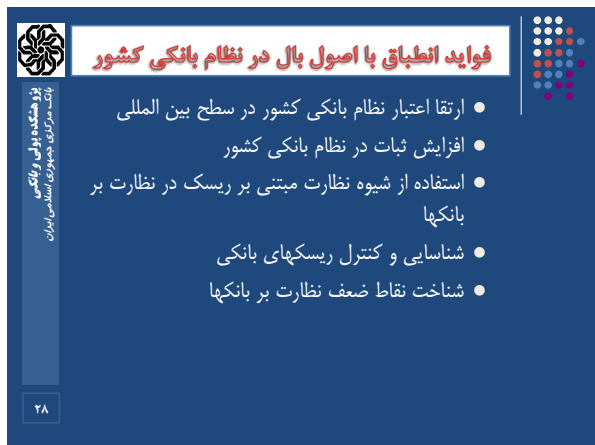 فواید انطباق با اصول بال در نظام بانکی کشور
ارتقا اعتبار نظام بانکی کشور در سطح بین المللی
افزایش ثبات در نظام بانکی کشور
استفاده از شیوه نظارت مبتنی بر ریسک در نظارت بر
بانکها
شناسایی و کنترل ریسکهای بانکی
شناخت نقاط ضعف نظارت بر بانکها
پژوهشکده پولی و بانکی
بانک مرکزی جمهوری اسلامی ایران
۲۸